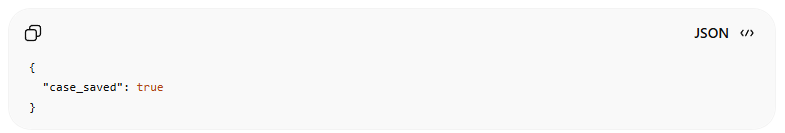 JSON </>
{
  "case_saved": true
}